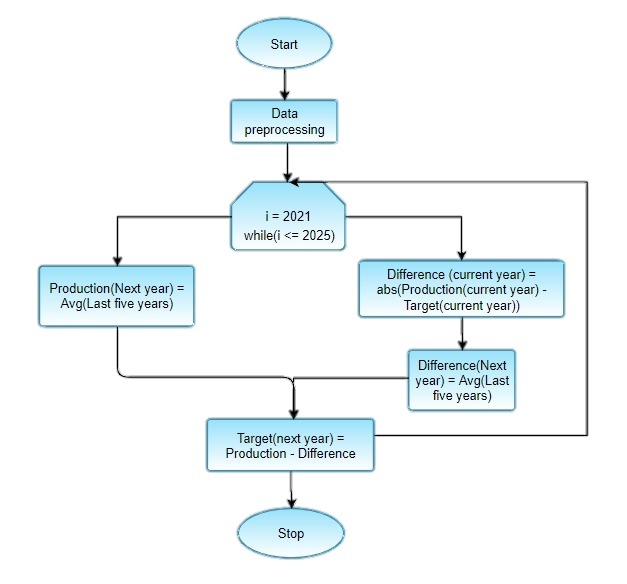 Start
Data
preprocessing
i = 2021
while(i <= 2025)
Production(Next year) =
Avg(Last five years)
Difference (current year) =
abs(Production(current year) -
Target(current year))
Difference(Next
year) = Avg(Last
five years)
Target(next year) =
Production - Difference
Stop